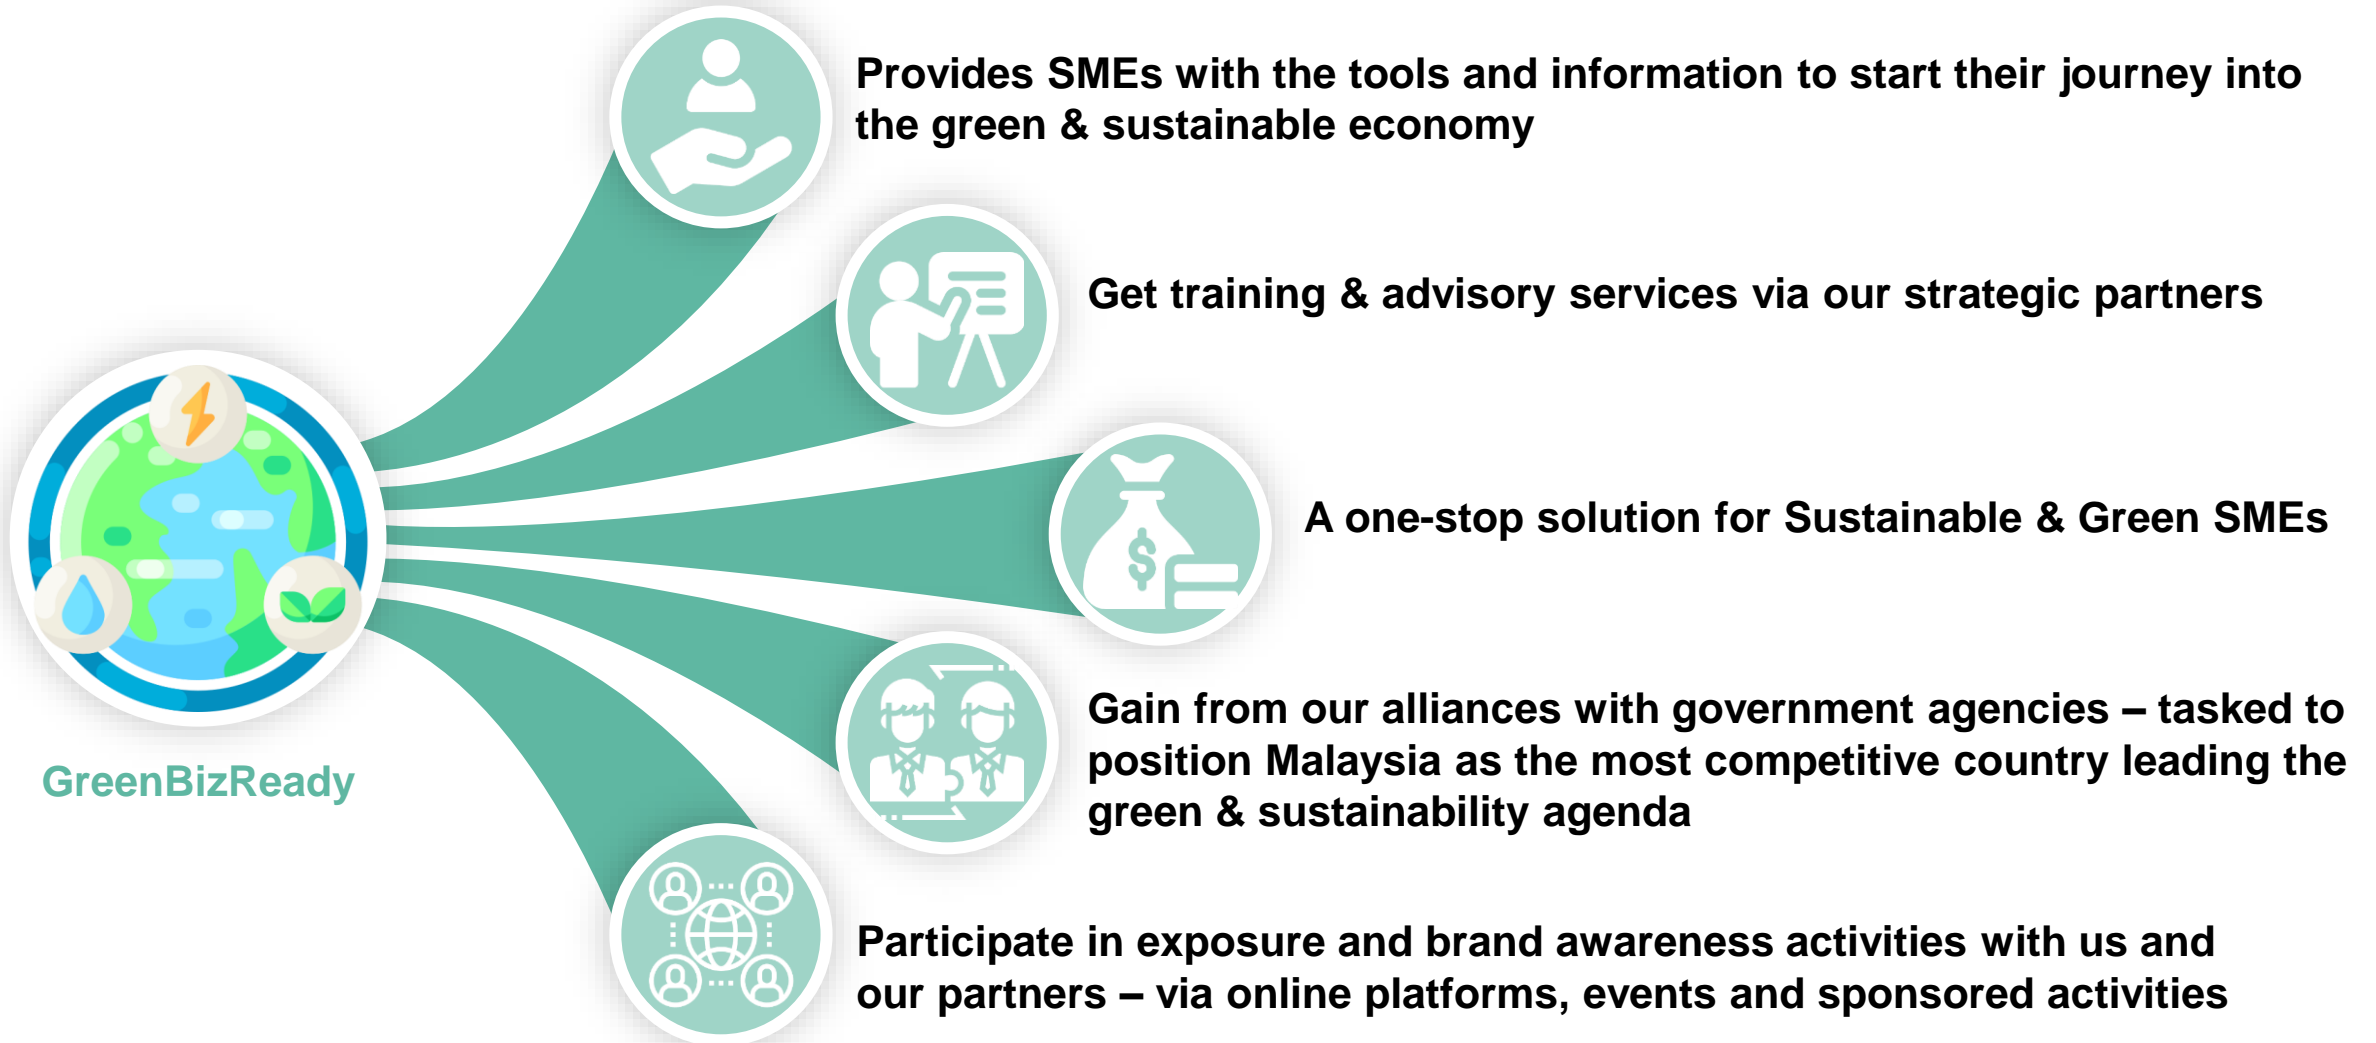 Provides SMEs with the tools and information to start their journey into
the green & sustainable economy
Get training & advisory services via our strategic partners
A one-stop solution for Sustainable & Green SMEs
$
Gain from our alliances with government agencies – tasked to
position Malaysia as the most competitive country leading the
green & sustainability agenda
GreenBizReady
Participate in exposure and brand awareness activities with us and
our partners – via online platforms, events and sponsored activities